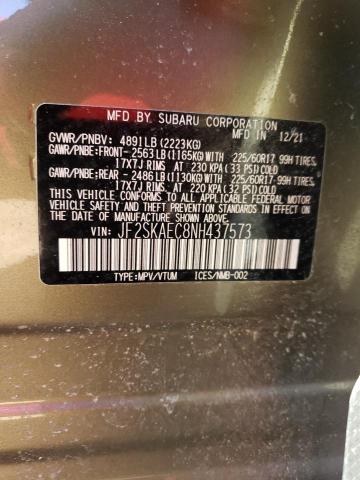 MFD BY SUBARU CORPORATION
MFD IN 12/21
GVWR/PNBV: 4891LB (2223KG)
GAWR/PNBE:FRONT- 2563LB(1165KG)WITH 225/60R17 99H TIRES,
17X7J RIMS, AT 230 KPA (33 PSI)COLD
GAWR/PNBE:REAR - 2486LB(1130KG)WITH 225/60R17 99H TIRES,
17X7J RIMS, AT 220 KPA (32 PSI)COLD
THIS VEHICLE CONFORMS TO ALL APPLICABLE FEDERAL MOTOR
VEHICLE SAFETY AND BUMPER STANDARDS IN EFFECT ON
THE DATE OF MANUFACTURE SHOWN ABOVE.
VIN: JF2SKAEC8NH437573
TYPE:MPV/VTUM ICES/NMB-002